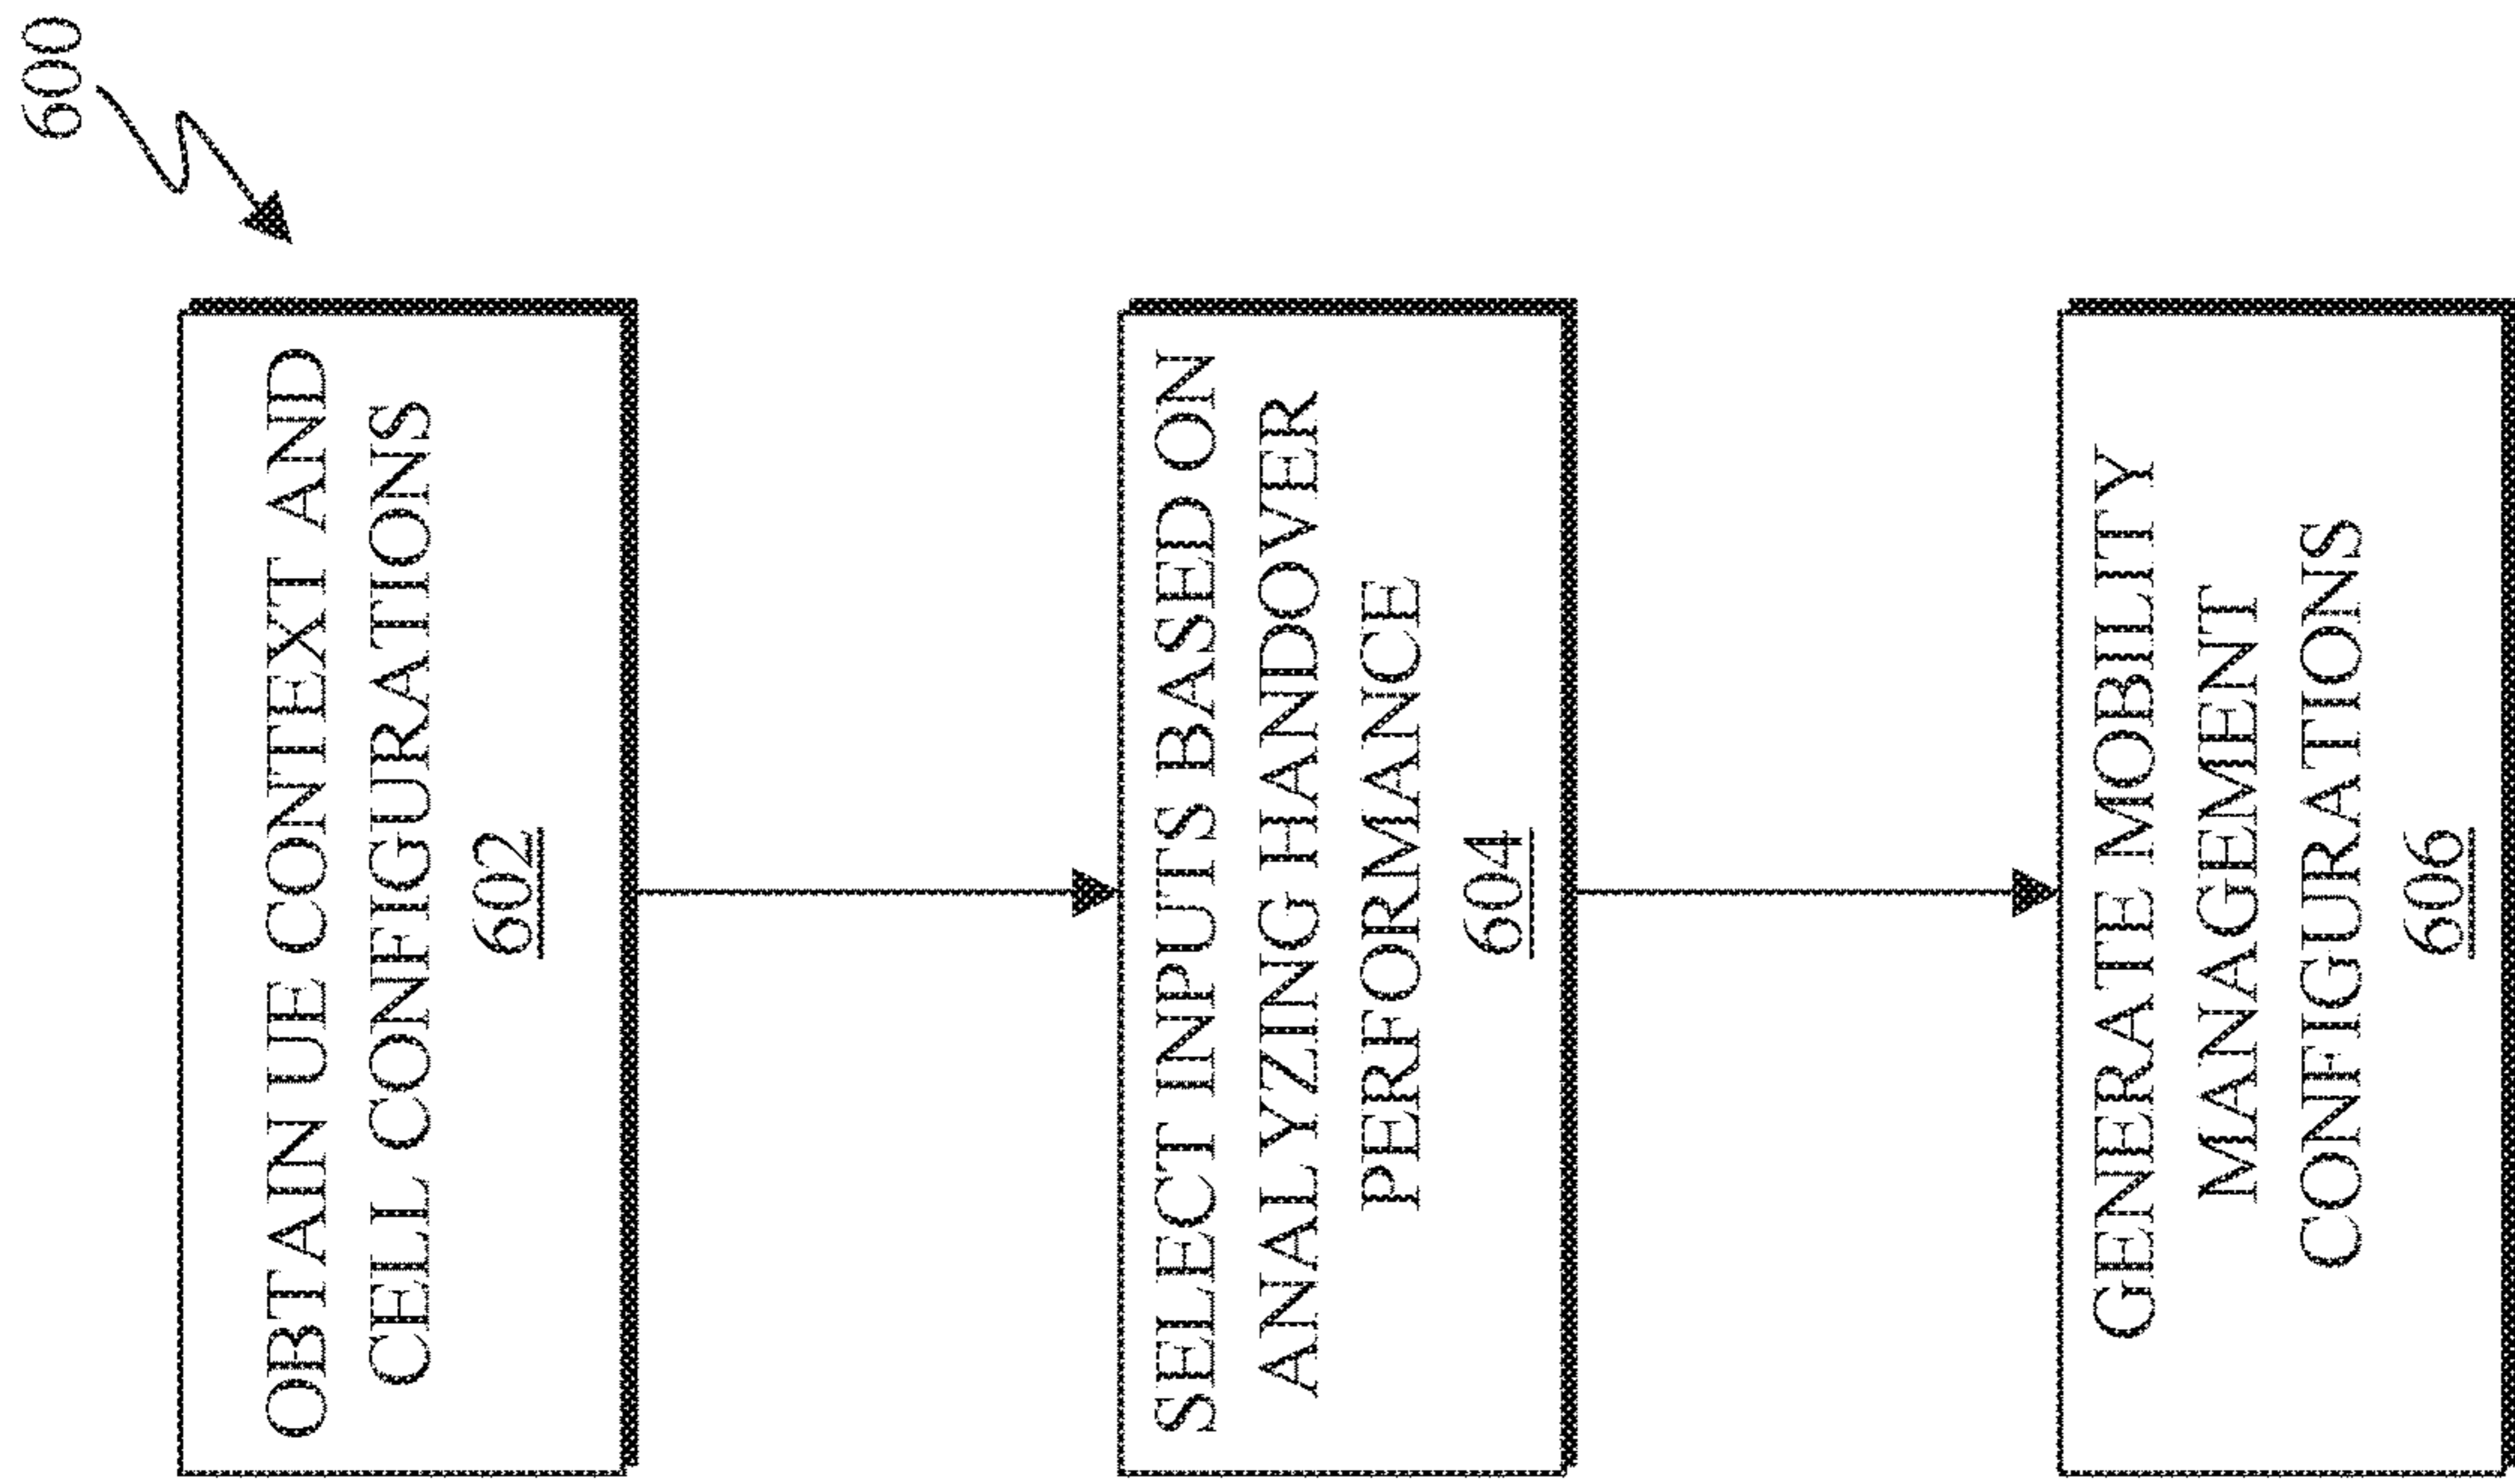 600
OBTAIN UE CONTEXT AND
CELL CONFIGURATIONS
602
SELECT INPUTS BASED ON
ANALYZING HANDOVER
PERFORMANCE
604
GENERATE MOBILITY
MANAGEMENT
CONFIGURATIONS
606